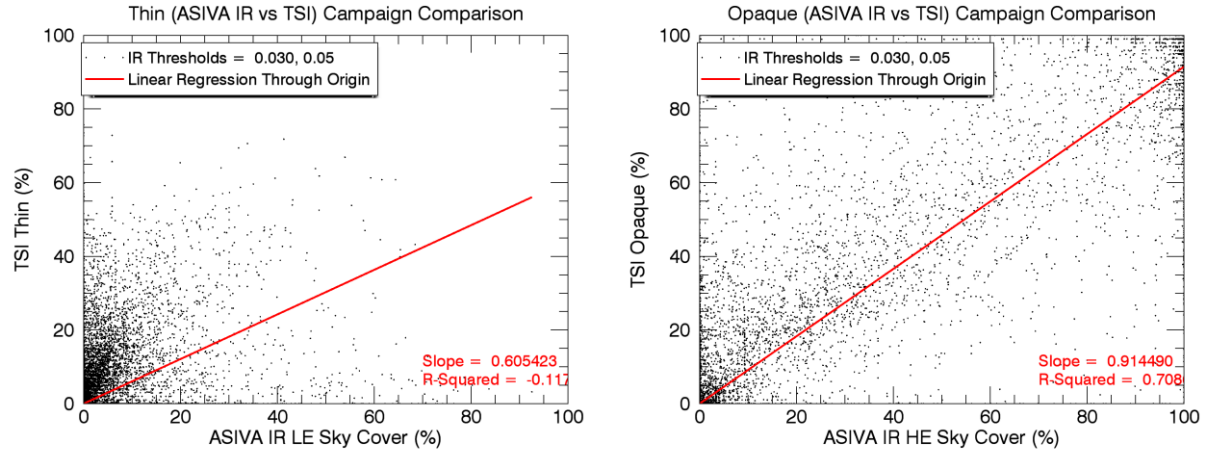 Thin (ASIVA IR vs TSI) Campaign Comparison
100
80
60
40
20
0
TSI Thin (%)
IR Thresholds = 0.030, 0.05
Linear Regression Through Origin
Slope = 0.605423
R-Squared = -0.117
0 20 40 60 80 100
ASIVA IR LE Sky Cover (%)
Opaque (ASIVA IR vs TSI) Campaign Comparison
100
80
60
40
20
0
TSI Opaque (%)
IR Thresholds = 0.030, 0.05
Linear Regression Through Origin
Slope = 0.914490
R-Squared = 0.708
0 20 40 60 80 100
ASIVA IR HE Sky Cover (%)